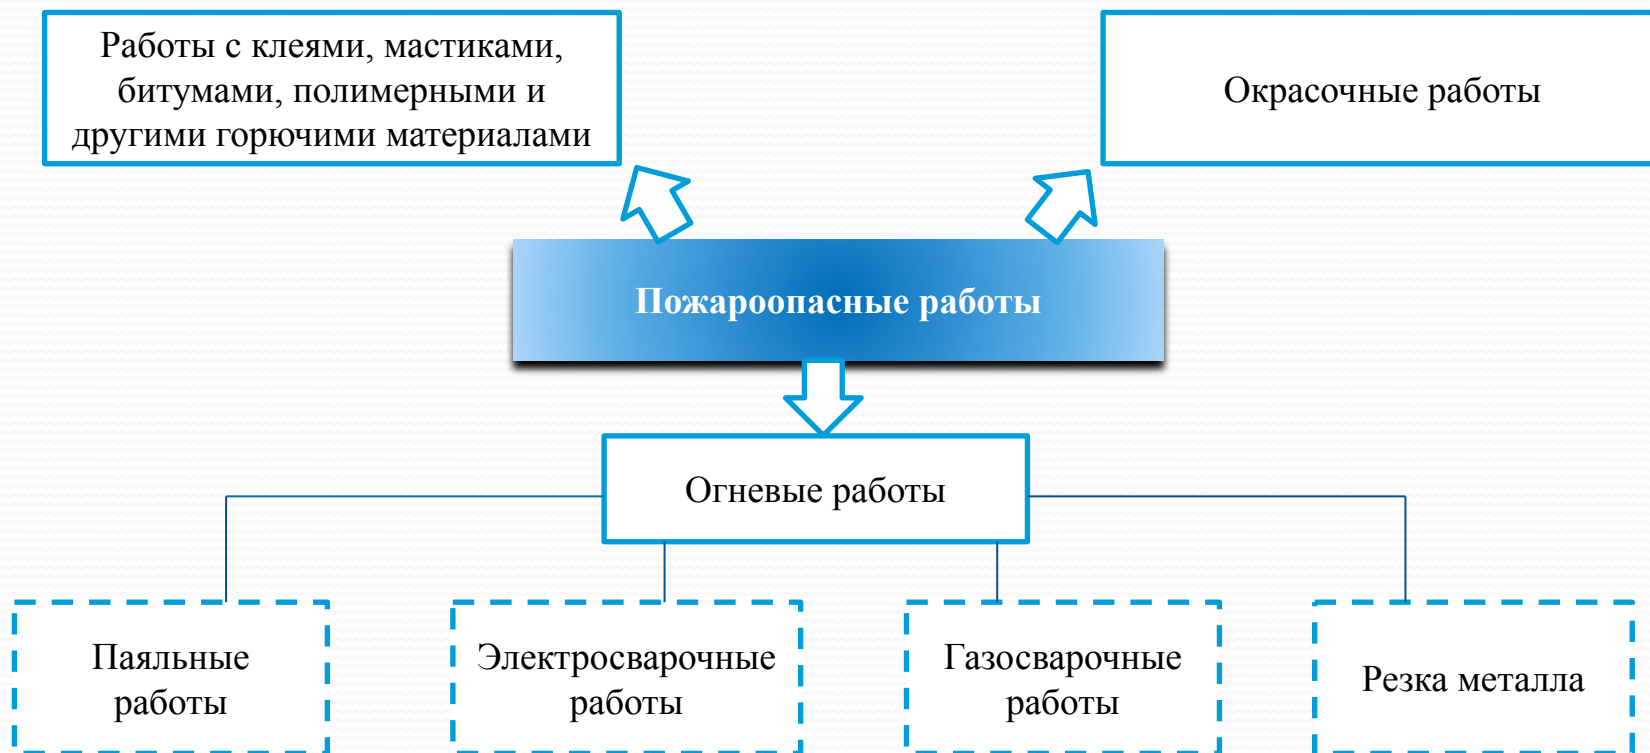 Работы с клеями, мастиками,
битумами, полимерными и
другими горючими материалами
Окрасочные работы
Пожароопасные работы
Огневые работы
Паяльные
работы
Электросварочные
работы
Газосварочные
работы
Резка металла